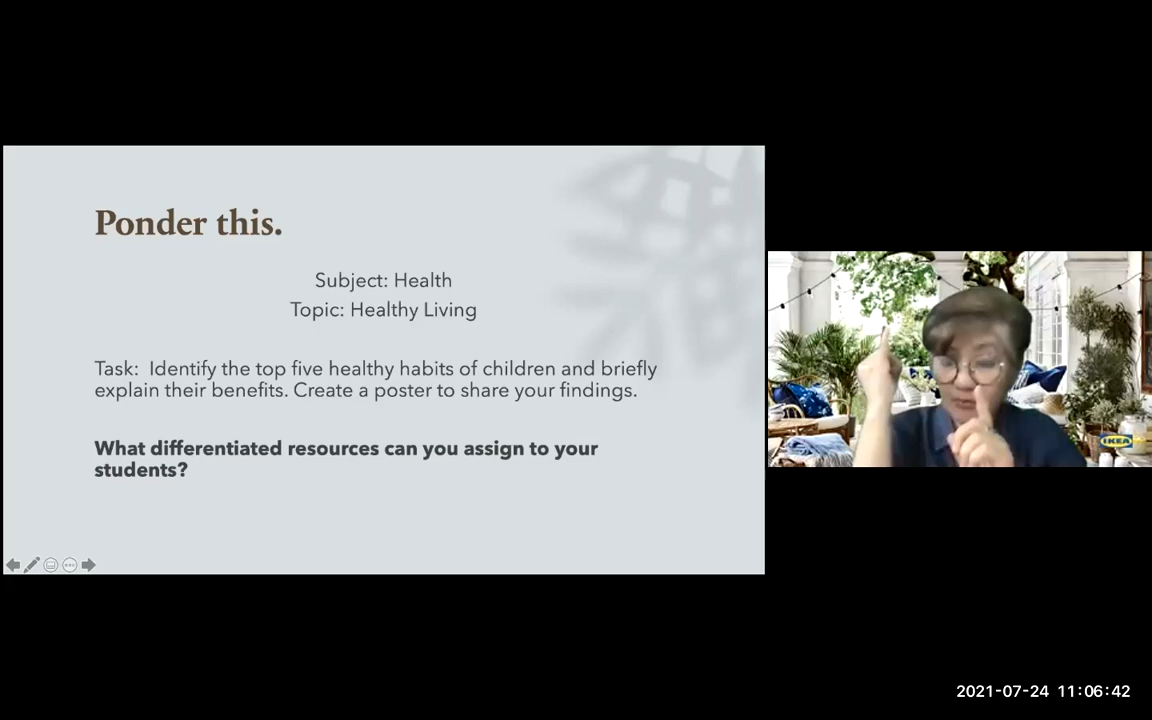 Ponder this.
Subject: Health
Topic: Healthy Living
Task:  Identify the top five healthy habits of children and briefly
explain their benefits. Create a poster to share your findings.
What differentiated resources can you assign to your
students?
IKEA
2021-07-24 11:06:42